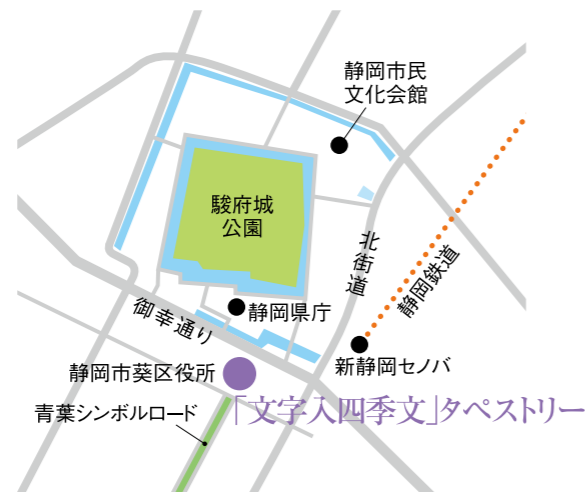 静岡市民
文化会館
駿府城
公園
北街道
静岡鉄道
静岡県庁
御幸通り
新静岡セノバ
静岡市葵区役所
「文字入四季文」タペストリー
青葉シンボルロード